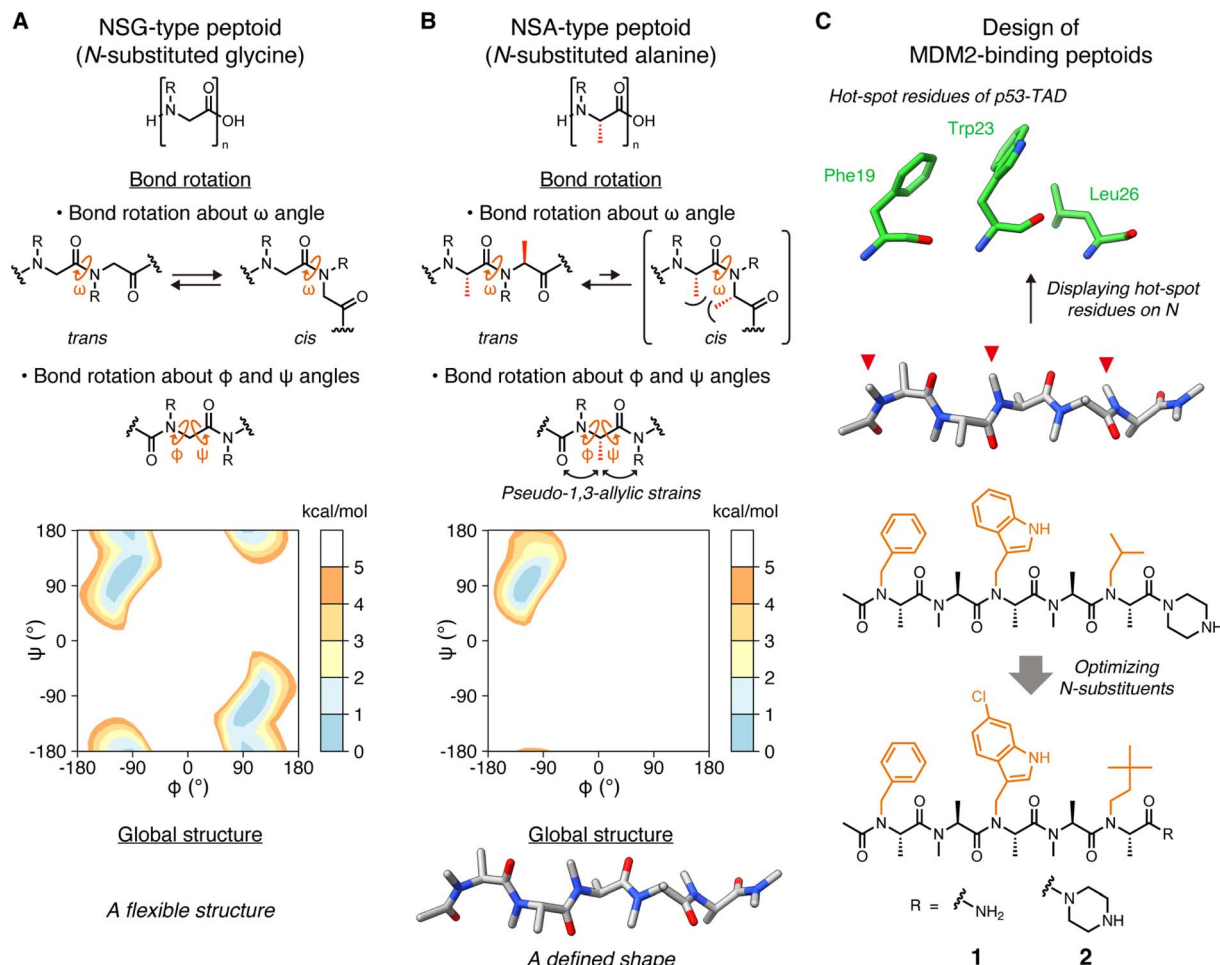 A
NSG-type peptoid
(N-substituted glycine)
H
R
N
O
OH
n
Bond rotation
• Bond rotation about ω angle
R
N
O
N
R
ω
O
trans
R
N
O
R
N
ω
O
cis
• Bond rotation about ϕ and ψ angles
R
N
O
O
ϕ
ψ
N
R
kcal/mol
180
90
0
-90
-180
ψ (°)
-180
-90
0
90
180
ϕ (°)
5
4
3
2
1
0
Global structure
A flexible structure
B
NSA-type peptoid
(N-substituted alanine)
H
R
N
O
OH
n
Bond rotation
• Bond rotation about ω angle
R
N
O
N
R
ω
O
trans
R
N
O
R
N
ω
O
cis
• Bond rotation about ϕ and ψ angles
R
N
O
O
ϕ
ψ
N
R
Pseudo-1,3-allylic strains
kcal/mol
180
90
0
-90
-180
ψ (°)
-180
-90
0
90
180
ϕ (°)
5
4
3
2
1
0
Global structure
A defined shape
C
Design of
MDM2-binding peptoids
Hot-spot residues of p53-TAD
Trp23
Phe19
Leu26
Displaying hot-spot
residues on N
NH
O
N
O
N
O
N
O
N
O
N
O
N
NH
Optimizing
N-substituents
Cl
NH
O
N
O
N
O
N
O
N
O
N
O
R
R =
NH2
N
NH
1
2